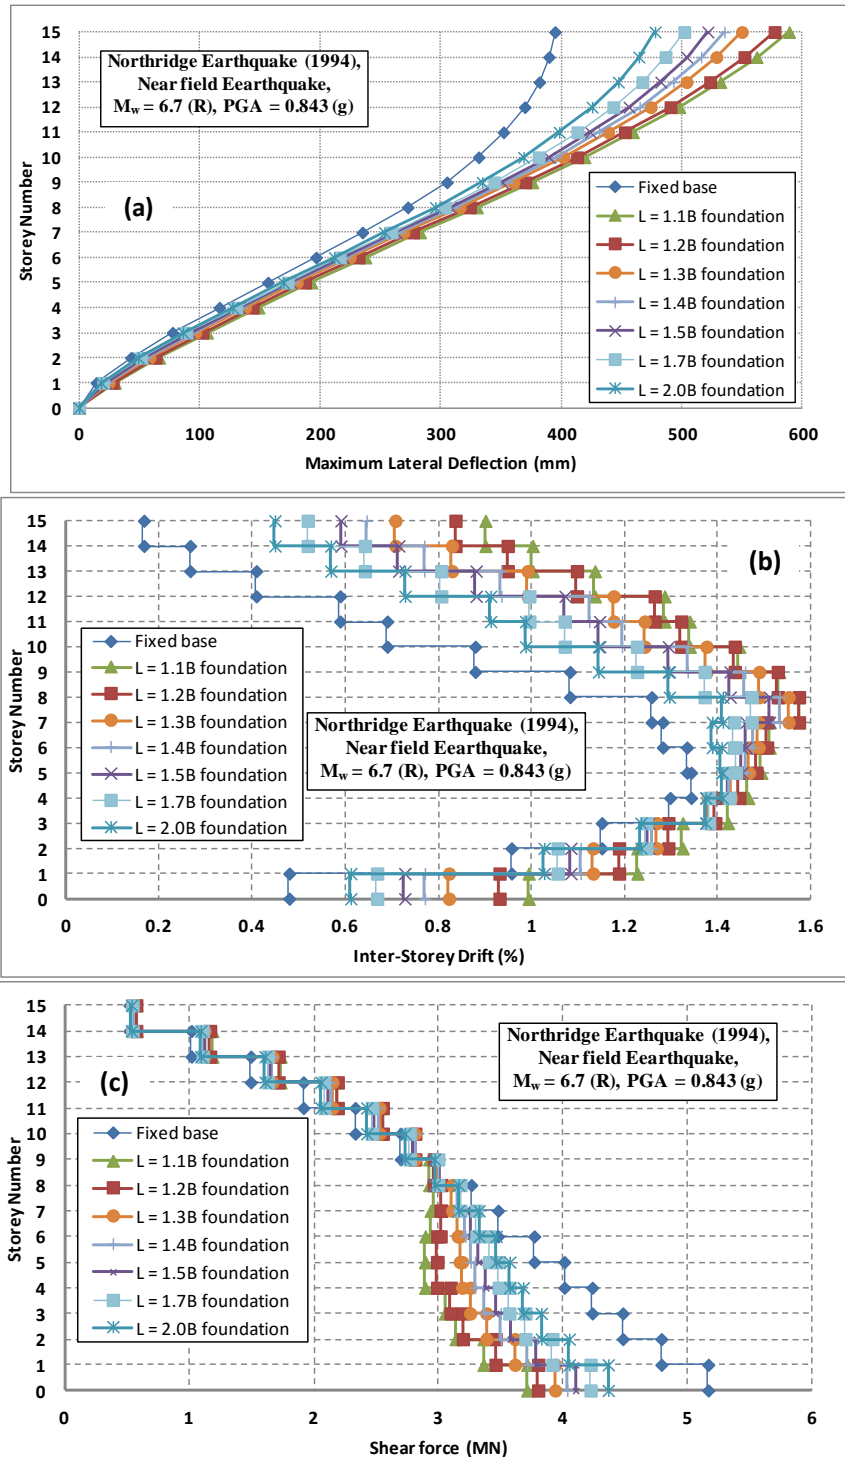 15
14
13
12
11
10
9
8
7
6
5
4
3
2
1
0
Storey Number
Northridge Earthquake (1994),
Near field Eearthquake,
Mw = 6.7 (R), PGA = 0.843 (g)
(a)
Fixed base
L = 1.1B foundation
L = 1.2B foundation
L = 1.3B foundation
L = 1.4B foundation
L = 1.5B foundation
L = 1.7B foundation
L = 2.0B foundation
0 100 200 300 400 500 600
Maximum Lateral Deflection (mm)
15
14
13
12
11
10
9
8
7
6
5
4
3
2
1
0
Storey Number
(b)
Fixed base
L = 1.1B foundation
L = 1.2B foundation
L = 1.3B foundation
L = 1.4B foundation
L = 1.5B foundation
L = 1.7B foundation
L = 2.0B foundation
Northridge Earthquake (1994),
Near field Eearthquake,
Mw = 6.7 (R), PGA = 0.843 (g)
0 0.2 0.4 0.6 0.8 1 1.2 1.4 1.6
Inter-Storey Drift (%)
15
14
13
12
11
10
9
8
7
6
5
4
3
2
1
0
Storey Number
Northridge Earthquake (1994),
Near field Eearthquake,
Mw = 6.7 (R), PGA = 0.843 (g)
(c)
Fixed base
L = 1.1B foundation
L = 1.2B foundation
L = 1.3B foundation
L = 1.4B foundation
L = 1.5B foundation
L = 1.7B foundation
L = 2.0B foundation
0 1 2 3 4 5 6
Shear force (MN)